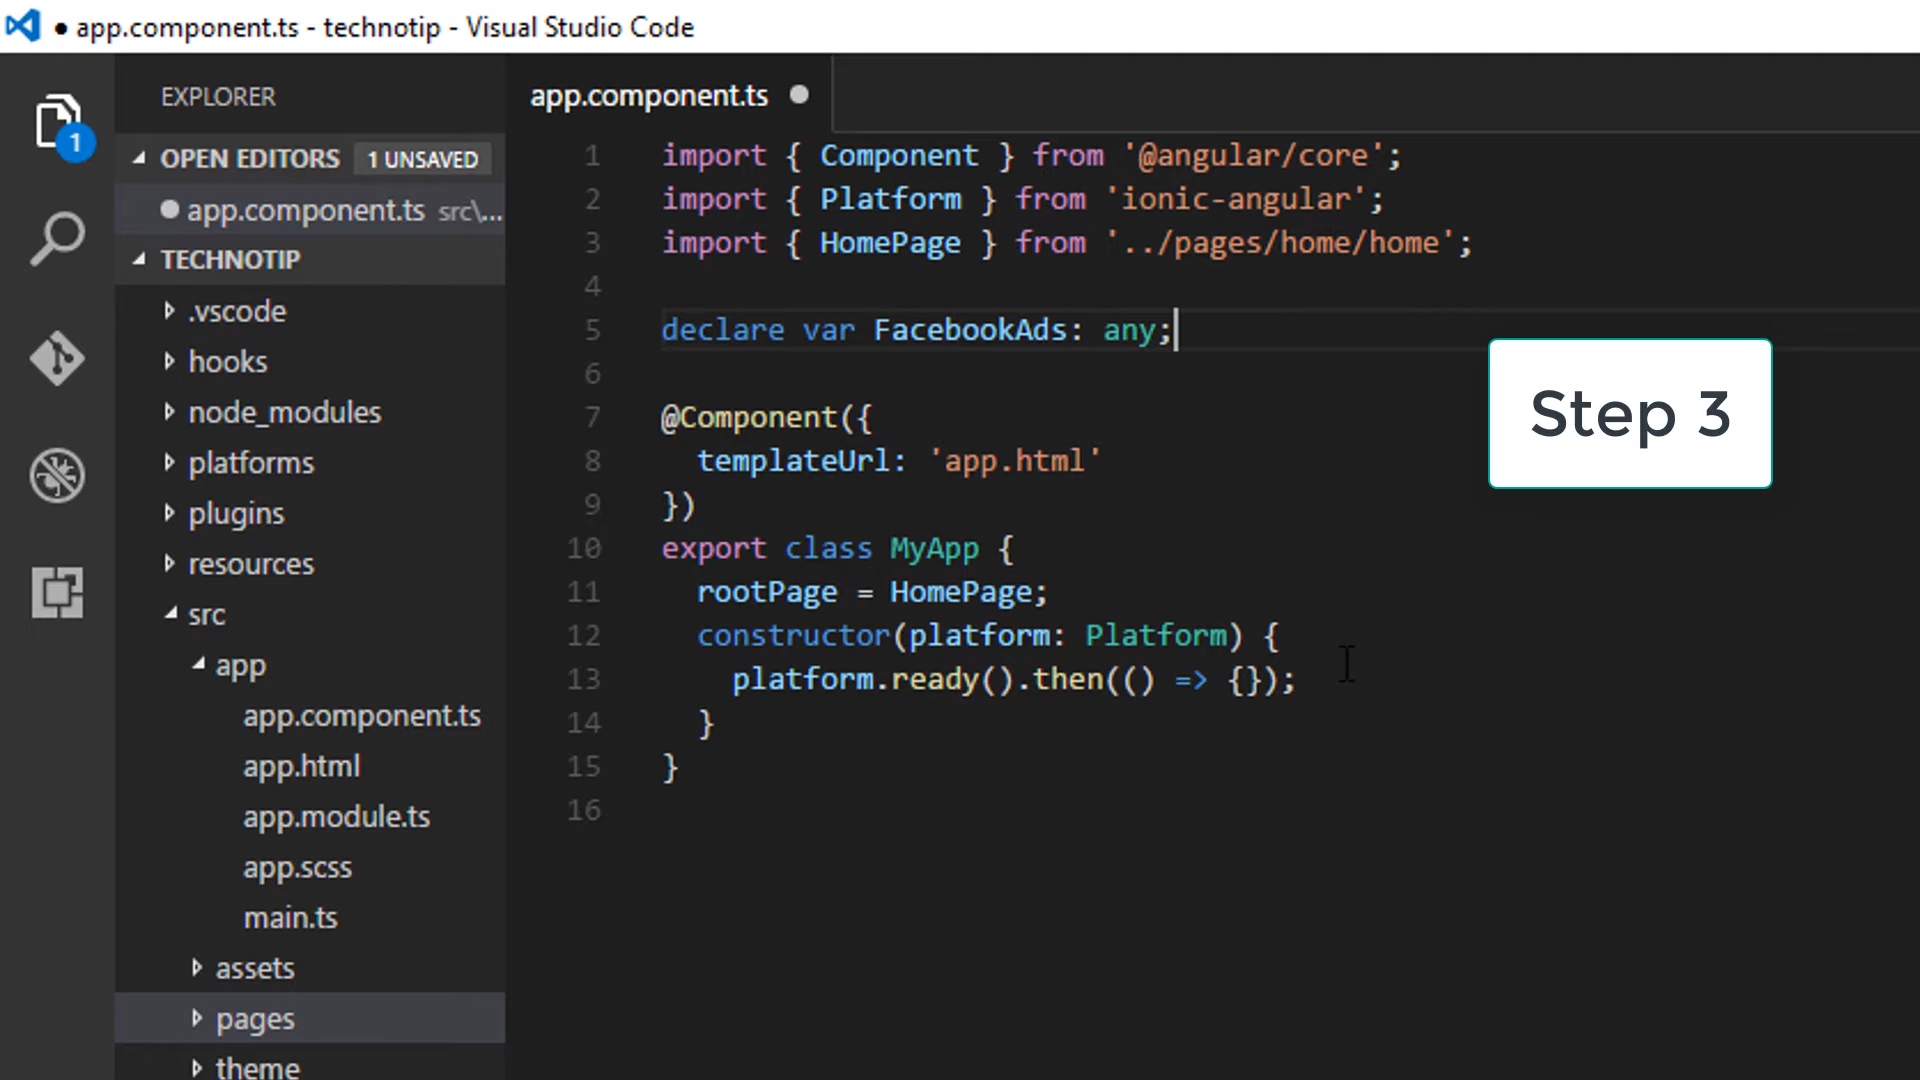 ● app.component.ts - technotip - Visual Studio Code
EXPLORER
1
OPEN EDITORS 1 UNSAVED
app.component.ts src\...
TECHNOTIP
.vscode
hooks
node_modules
platforms
plugins
resources
src
app
app.component.ts
app.html
app.module.ts
app.scss
main.ts
assets
pages
theme
app.component.ts
1 import { Component } from '@angular/core';
2 import { Platform } from 'ionic-angular';
3 import { HomePage } from '../pages/home/home';
4
5 declare var FacebookAds: any;
6
7 @Component({
8 templateUrl: 'app.html'
9 })
10 export class MyApp {
11 rootPage = HomePage;
12 constructor(platform: Platform) {
13 platform.ready().then(() => {});
14 }
15 }
16
Step 3